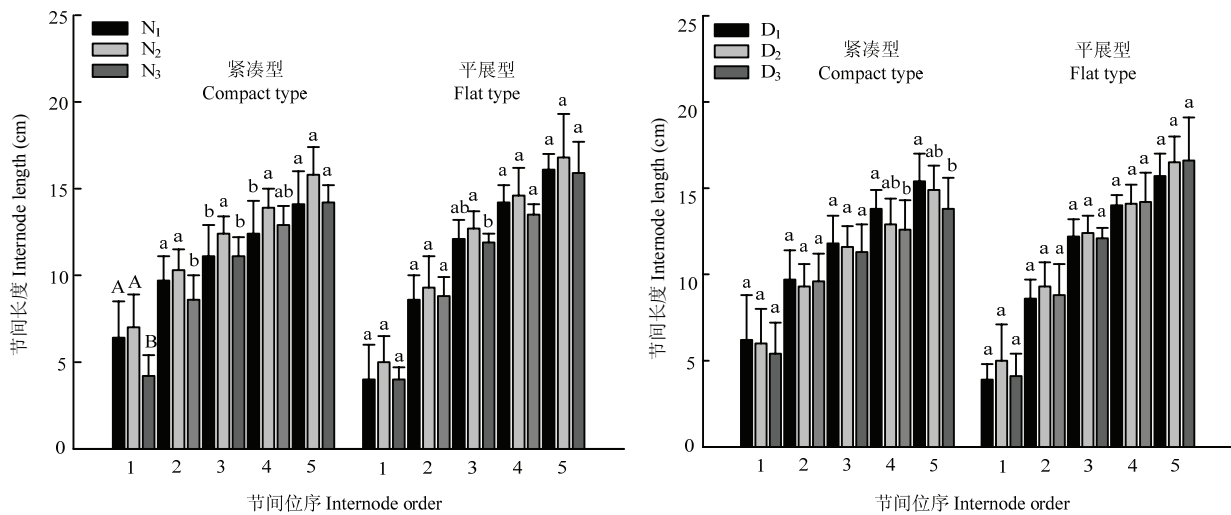 25
20
15
10
5
0
节间长度 Internode length (cm)
N1
N2
N3
紧凑型
Compact type
平展型
Flat type
A A B
a a b
b a b
b a ab
a a a
a a a
a a a
ab a b
a a a
a a a
1 2 3 4 5
1 2 3 4 5
节间位序 Internode order
25
20
15
10
5
0
节间长度 Internode length (cm)
D1
D2
D3
紧凑型
Compact type
平展型
Flat type
a a a
a a a
a a a
a ab b
a ab b
a a a
a a a
a a a
a a a
a a a
1 2 3 4 5
1 2 3 4 5
节间位序 Internode order